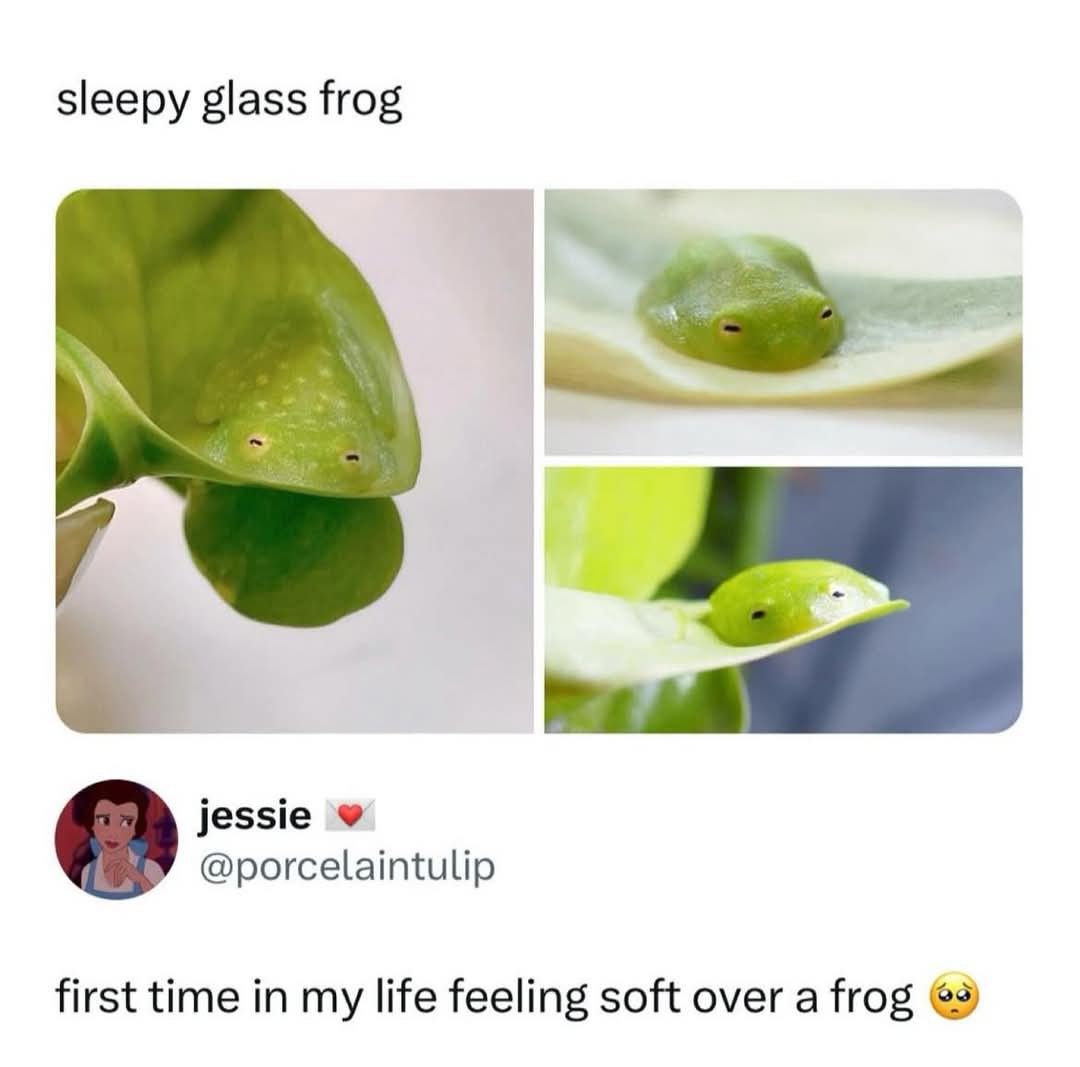 sleepy glass frog
jessie 💌
@porcelaintulip
first time in my life feeling soft over a frog 🥺